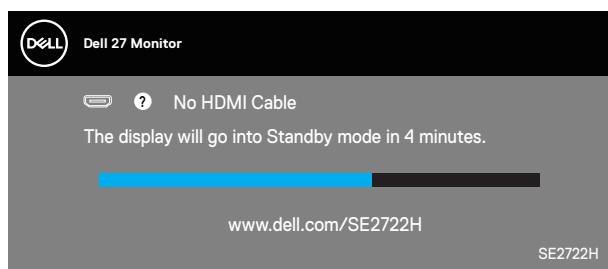 DELL
Dell 27 Monitor
? No HDMI Cable
The display will go into Standby mode in 4 minutes.
www.dell.com/SE2722H
SE2722H